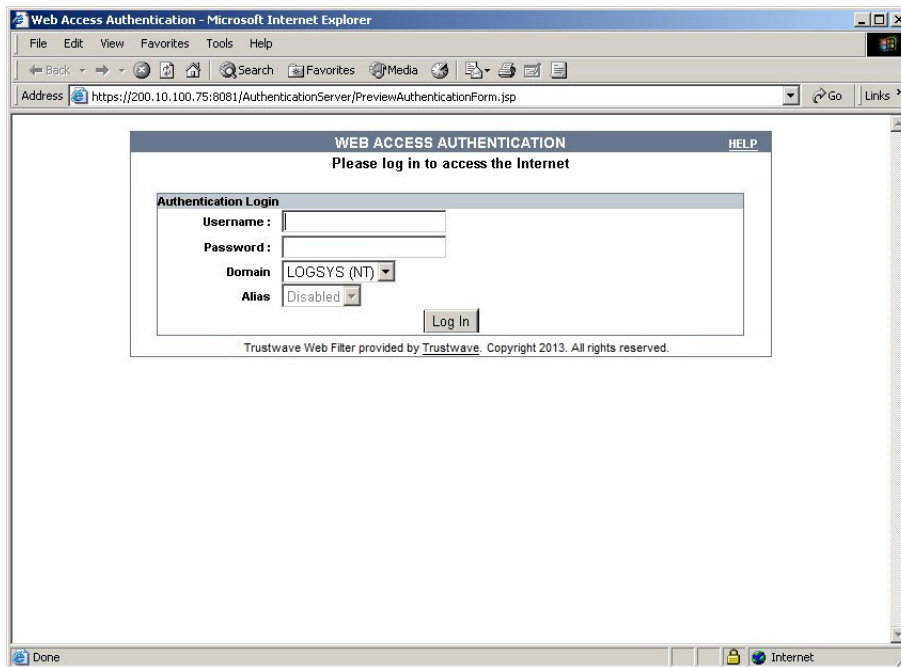 Web Access Authentication - Microsoft Internet Explorer
File Edit View Favorites Tools Help
Back Search Favorites Media
Address https://200.10.100.75:8081/AuthenticationServer/PreviewAuthenticationForm.jsp Go Links
WEB ACCESS AUTHENTICATION HELP
Please log in to access the Internet
Authentication Login
Username :
Password :
Domain LOGSYS (NT)
Alias Disabled
Log In
Trustwave Web Filter provided by Trustwave. Copyright 2013. All rights reserved.
Done Internet